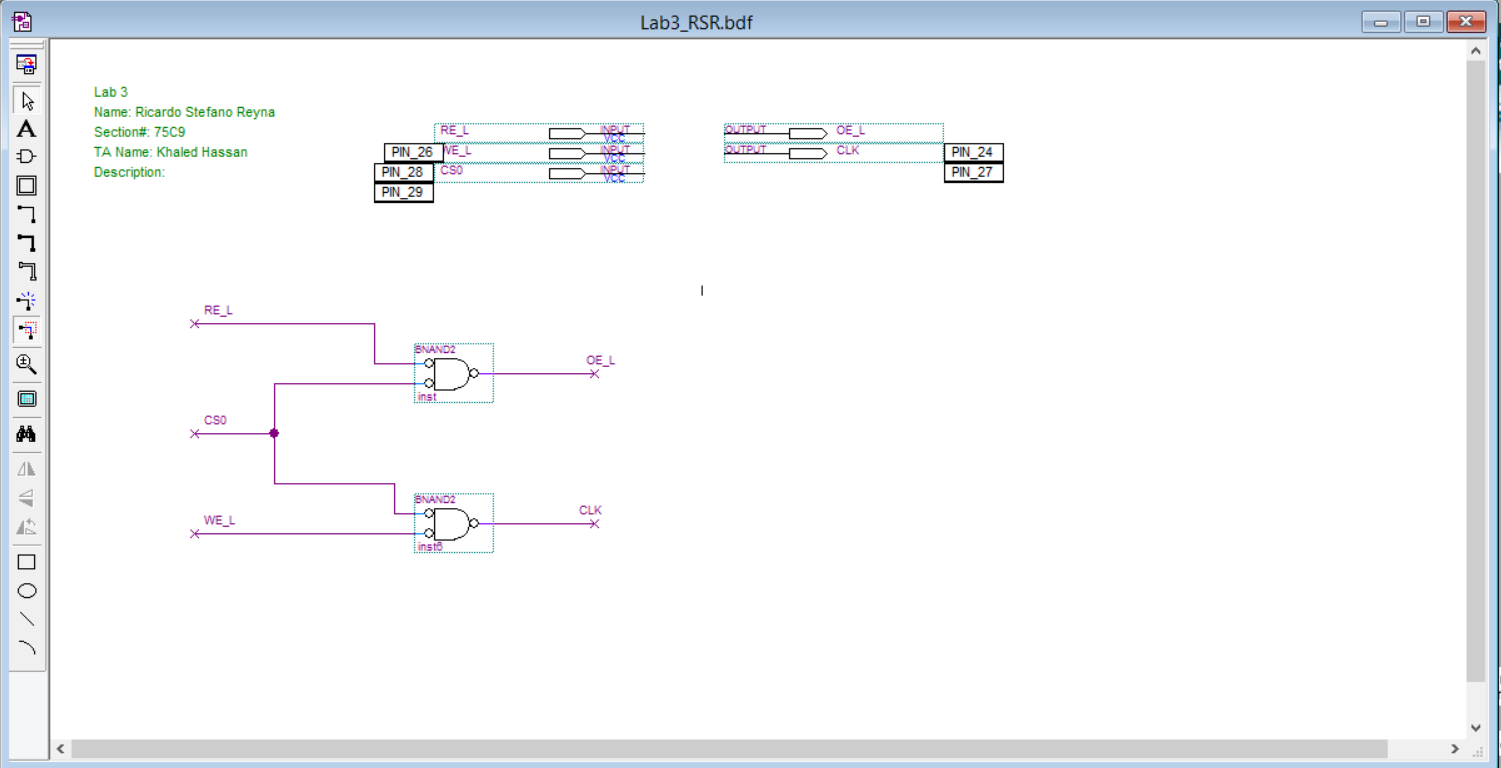 Lab3_RSR.bdf
Lab 3
Name: Ricardo Stefano Reyna
Section#: 75C9
TA Name: Khaled Hassan
Description:
RE_L INPUT VCC
PIN_26 WE_L INPUT VCC
PIN_28 CS0 INPUT VCC
PIN_29
OUTPUT OE_L
OUTPUT CLK PIN_24
PIN_27
RE_L
BNAND2
OE_L
inst
CS0
BNAND2
CLK
WE_L
inst6
A